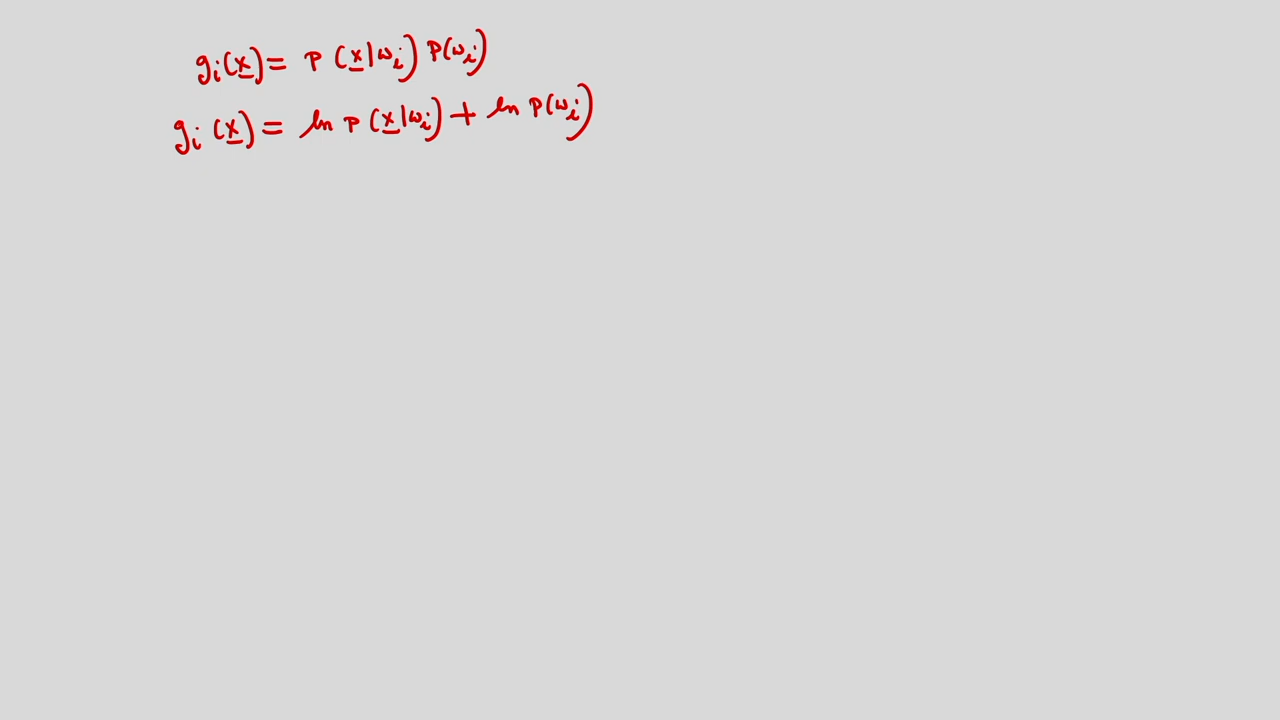 gᵢ(x̲) = P(x̲|ωᵢ) P(ωᵢ)
gᵢ(x̲) = ln P(x̲|ωᵢ) + ln P(ωᵢ)